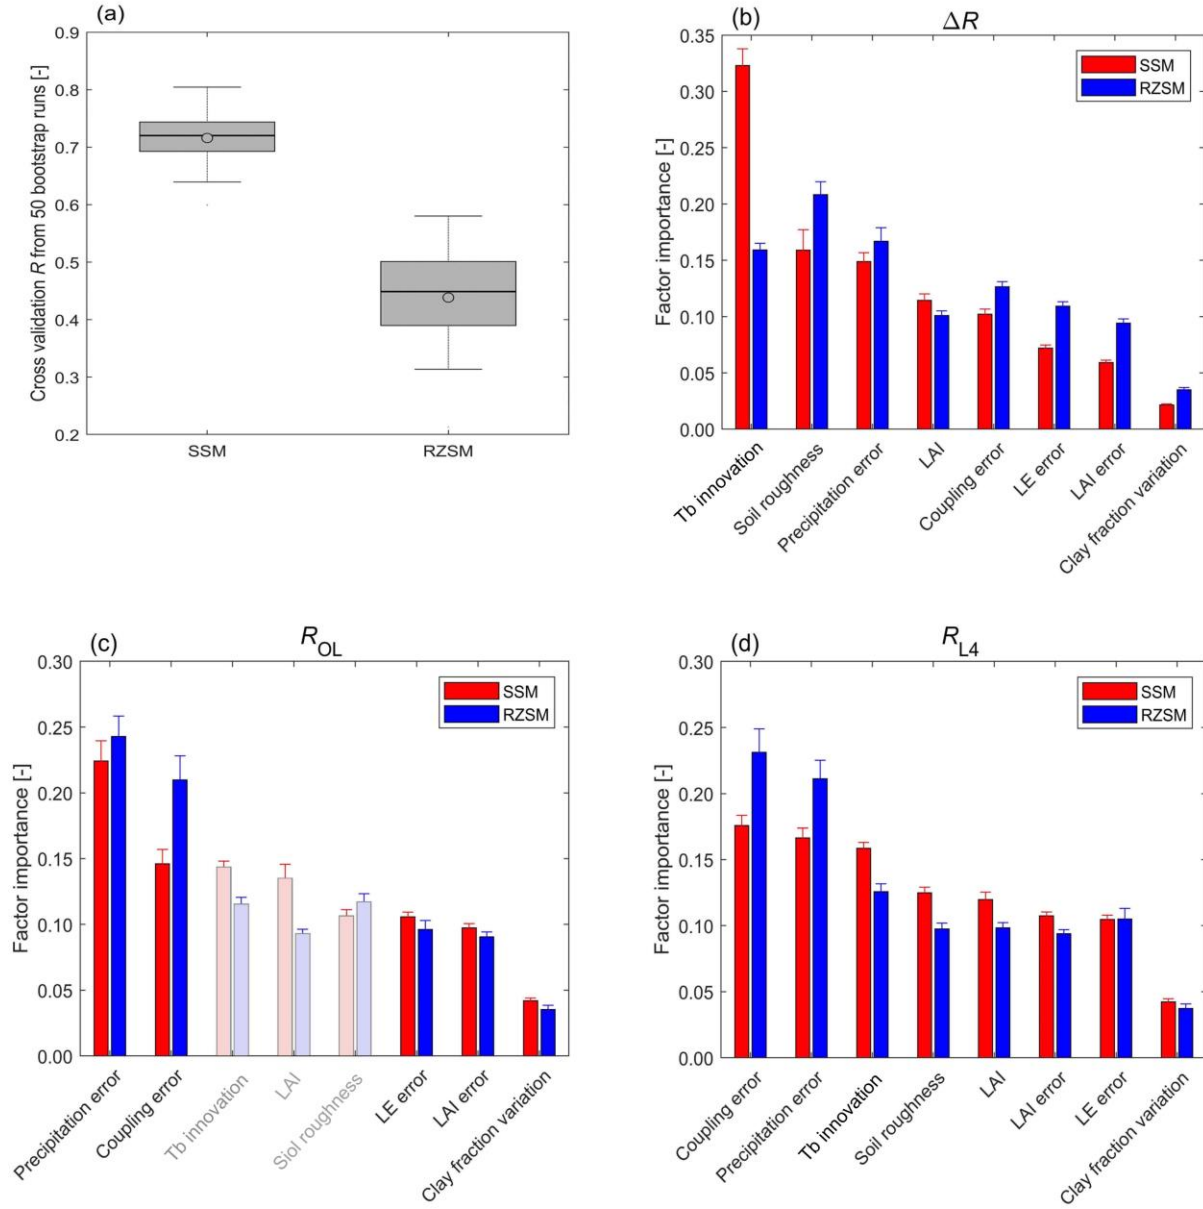 (a)
Cross validation R from 50 bootstrap runs [-]
0.9
0.8
0.7
0.6
0.5
0.4
0.3
0.2
SSM
RZSM
(b)
ΔR
Factor importance [-]
0.35
0.30
0.25
0.20
0.15
0.10
0.05
0.00
SSM
RZSM
Tb innovation
Soil roughness
Precipitation error
LAI
Coupling error
LE error
LAI error
Clay fraction variation
(c)
ROL
Factor importance [-]
0.30
0.25
0.20
0.15
0.10
0.05
0.00
SSM
RZSM
Precipitation error
Coupling error
Tb innovation
LAI
Siol roughness
LE error
LAI error
Clay fraction variation
(d)
RL4
Factor importance [-]
0.30
0.25
0.20
0.15
0.10
0.05
0.00
SSM
RZSM
Coupling error
Precipitation error
Tb innovation
Soil roughness
LAI
LAI error
LE error
Clay fraction variation